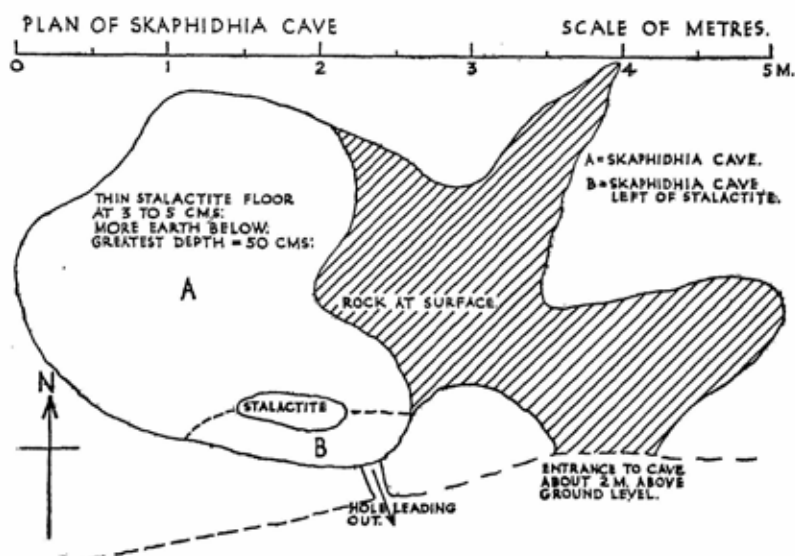 PLAN OF SKAPHIDHIA CAVE
SCALE OF METRES.
0 1 2 3 4 5 M.
THIN STALACTITE FLOOR
AT 3 TO 5 CMS:
MORE EARTH BELOW:
GREATEST DEPTH = 50 CMS:
A = SKAPHIDHIA CAVE.
B = SKAPHIDHIA CAVE
LEFT OF STALACTITE.
A
ROCK AT SURFACE.
N
STALACTITE
B
ENTRANCE TO CAVE
ABOUT 2 M. ABOVE
GROUND LEVEL.
HOLE LEADING
OUT.